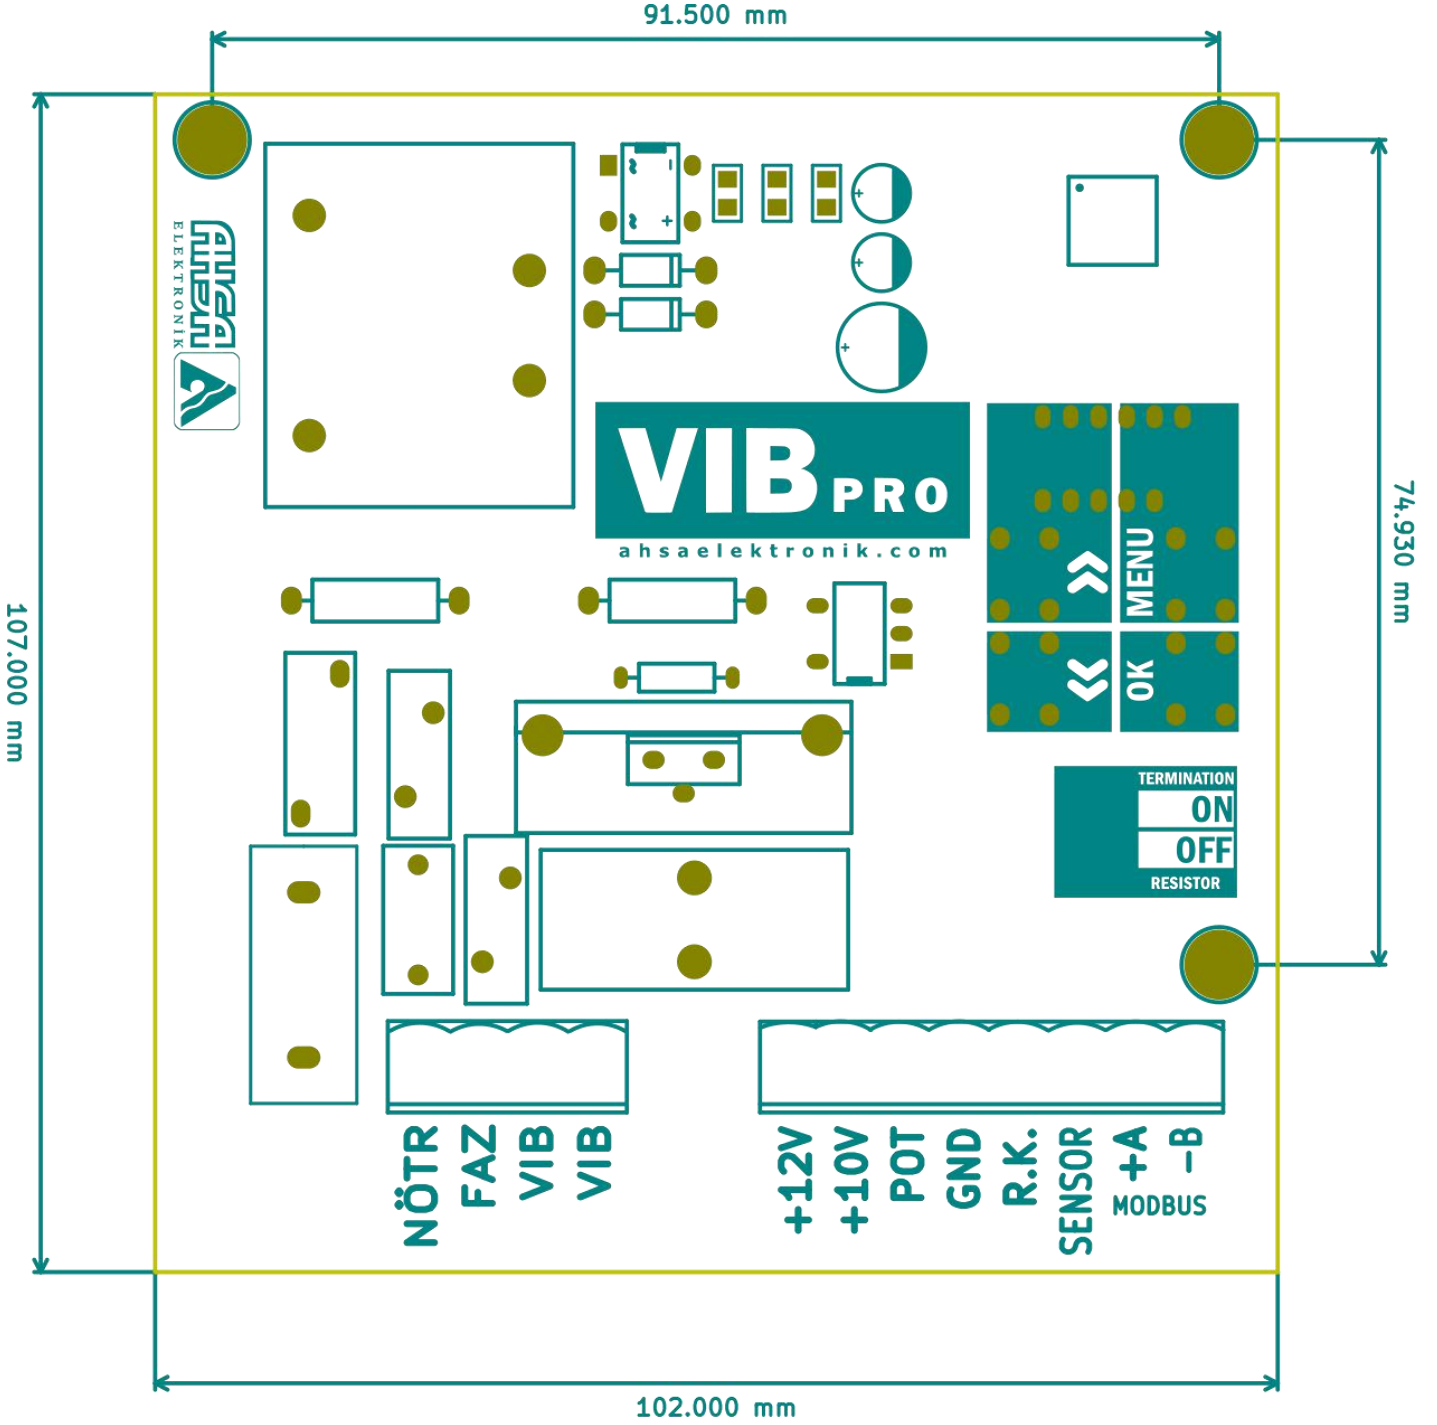 91.500 mm
AHSA
ELEKTRONİK
107.000 mm
74.930 mm
VIB PRO
ahsaelektronik.com
MENU
OK
TERMINATION
ON
OFF
RESISTOR
NÖTR
FAZ
VIB
VIB
+12V
+10V
POT
GND
R.K.
SENSOR
+A
-B
MODBUS
102.000 mm